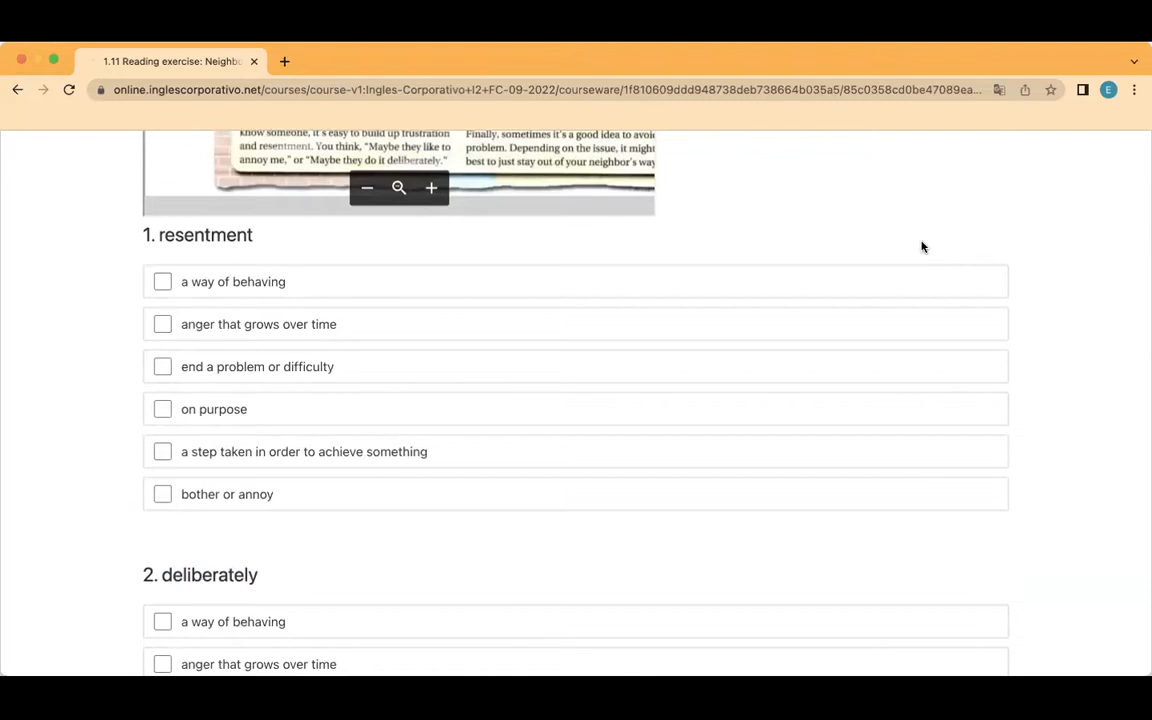 1.11 Reading exercise: Neighb
online.inglescorporativo.net/courses/course-v1:Ingles-Corporativo+I2+FC-09-2022/courseware/1f810609ddd948738deb738664b035a5/85c0358cd0be47089ea...
E
know someone, it's easy to build up frustration
and resentment. You think, "Maybe they like to
annoy me," or "Maybe they do it deliberately."
Finally, sometimes it's a good idea to avoi
problem. Depending on the issue, it might
best to just stay out of your neighbor's way
1. resentment
a way of behaving
anger that grows over time
end a problem or difficulty
on purpose
a step taken in order to achieve something
bother or annoy
2. deliberately
a way of behaving
anger that grows over time